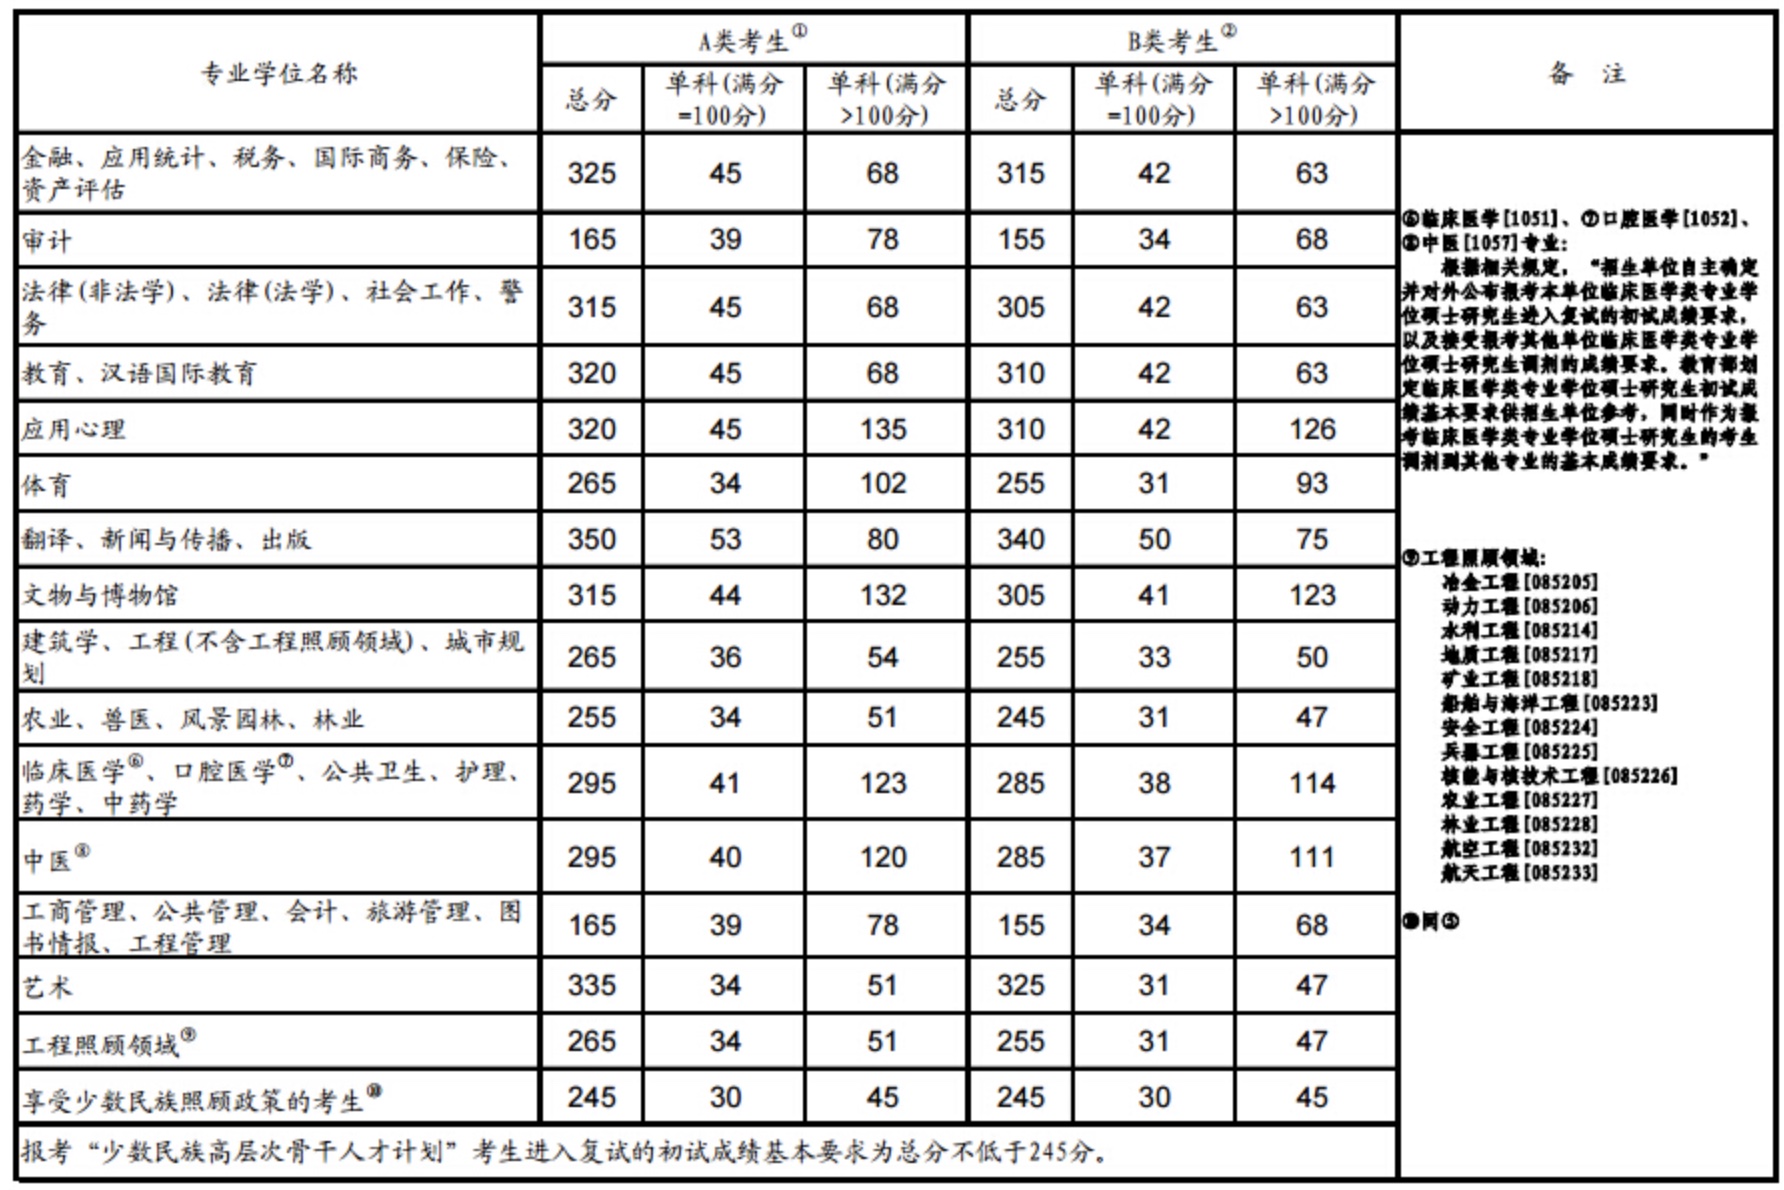 专业学位名称 A类考生① B类考生② 备 注
总分 单科(满分=100分) 单科(满分>100分) 总分 单科(满分=100分) 单科(满分>100分)
金融、应用统计、税务、国际商务、保险、
资产评估 325 45 68 315 42 63
审计 165 39 78 155 34 68
法律(非法学)、法律(法学)、社会工作、警
务 315 45 68 305 42 63
教育、汉语国际教育 320 45 68 310 42 63
应用心理 320 45 135 310 42 126
体育 265 34 102 255 31 93
翻译、新闻与传播、出版 350 53 80 340 50 75
文物与博物馆 315 44 132 305 41 123
建筑学、工程(不含工程照顾领域)、城市规
划 265 36 54 255 33 50
农业、兽医、风景园林、林业 255 34 51 245 31 47
临床医学⑥、口腔医学⑦、公共卫生、护理、
药学、中药学 295 41 123 285 38 114
中医⑧ 295 40 120 285 37 111
工商管理、公共管理、会计、旅游管理、图
书情报、工程管理 165 39 78 155 34 68
艺术 335 34 51 325 31 47
工程照顾领域⑨ 265 34 51 255 31 47
享受少数民族照顾政策的考生⑩ 245 30 45 245 30 45
报考“少数民族高层次骨干人才计划”考生进入复试的初试成绩基本要求为总分不低于245分。
⑥临床医学[1051]、⑦口腔医学[1052]、
⑧中医[1057]专业:
根据相关规定，“招生单位自主确定
并对外公布报考本单位临床医学类专业学
位硕士研究生进入复试的初试成绩要求，
以及接受报考其他单位临床医学类专业学
位硕士研究生调剂的成绩要求。教育部划
定临床医学类专业学位硕士研究生初试成
绩基本要求供招生单位参考，同时作为报
考临床医学类专业学位硕士研究生的考生
调剂到其他专业的基本成绩要求。”
⑨工程照顾领域:
冶金工程[085205]
动力工程[085206]
水利工程[085214]
地质工程[085217]
矿业工程[085218]
船舶与海洋工程[085223]
安全工程[085224]
兵器工程[085225]
核能与核技术工程[085226]
农业工程[085227]
林业工程[085228]
航空工程[085232]
航天工程[085233]
⑩同⑤